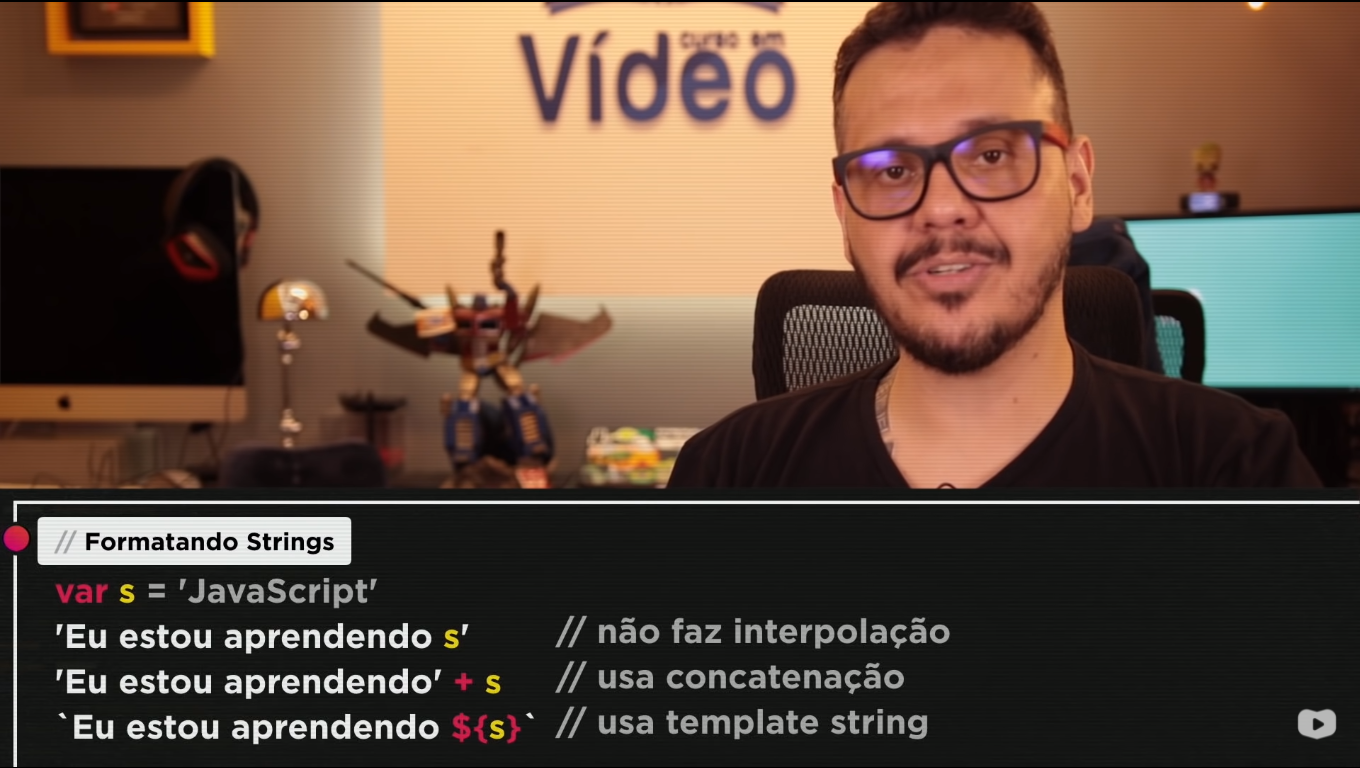 curso em
Vídeo
// Formatando Strings
var s = 'JavaScript'
'Eu estou aprendendo s' // não faz interpolação
'Eu estou aprendendo' + s // usa concatenação
`Eu estou aprendendo ${s}` // usa template string